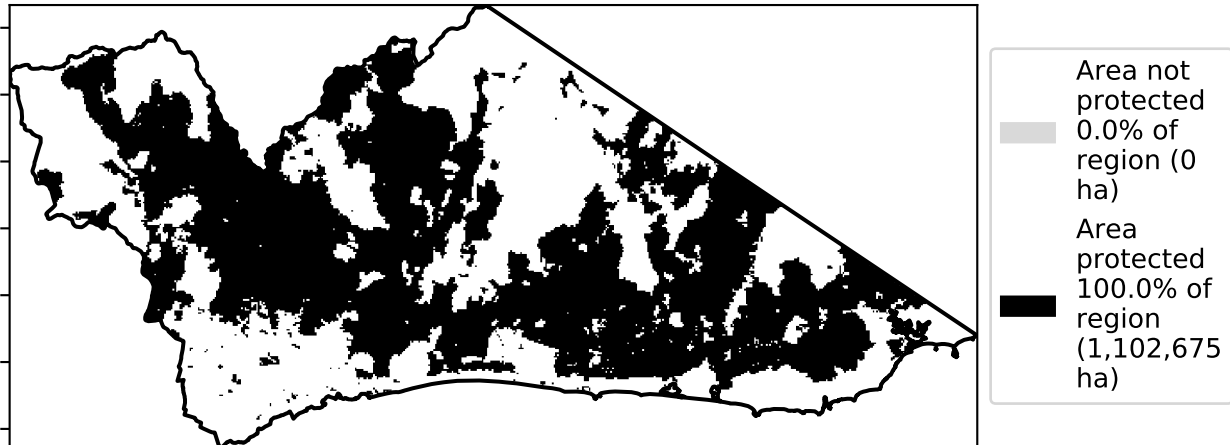 Area not
protected
0.0% of
region (0
ha)
Area
protected
100.0% of
region
(1,102,675
ha)